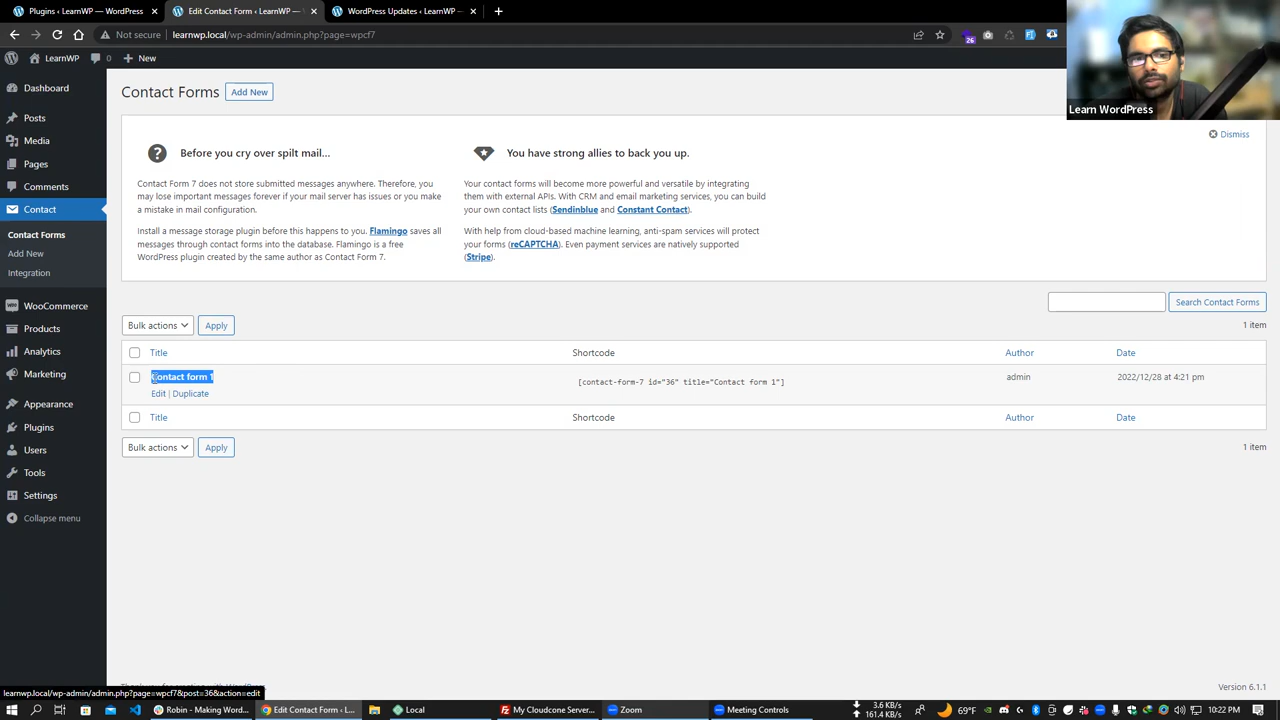 Plugins ‹ LearnWP — WordPress
Edit Contact Form ‹ LearnWP —
WordPress Updates ‹ LearnWP —
Not secure
learnwp.local/wp-admin/admin.php?page=wpcf7
26
LearnWP
0
New
Learn WordPress
Dashboard
Posts
Media
Pages
Comments
Contact
Contact Forms
Add New
Integration
WooCommerce
Products
Analytics
Marketing
Appearance
Plugins
Users
Tools
Settings
Collapse menu
Contact Forms
Add New
Dismiss
Before you cry over spilt mail...
Contact Form 7 does not store submitted messages anywhere. Therefore, you
may lose important messages forever if your mail server has issues or you make
a mistake in mail configuration.
Install a message storage plugin before this happens to you. Flamingo saves all
messages through contact forms into the database. Flamingo is a free
WordPress plugin created by the same author as Contact Form 7.
You have strong allies to back you up.
Your contact forms will become more powerful and versatile by integrating
them with external APIs. With CRM and email marketing services, you can build
your own contact lists (Sendinblue and Constant Contact).
With help from cloud-based machine learning, anti-spam services will protect
your forms (reCAPTCHA). Even payment services are natively supported
(Stripe).
Search Contact Forms
Bulk actions
Apply
1 item
Title
Shortcode
Author
Date
Contact form 1
[contact-form-7 id="36" title="Contact form 1"]
admin
2022/12/28 at 4:21 pm
Edit | Duplicate
Title
Shortcode
Author
Date
Bulk actions
Apply
1 item
Version 6.1.1
learnwp.local/wp-admin/admin.php?page=wpcf7&post=36&action=edit
Robin - Making Word...
Edit Contact Form ‹ L...
Local
My Cloudcone Server...
Zoom
Meeting Controls
3.6 KB/s
161.4 KB/s
69°F
10:22 PM